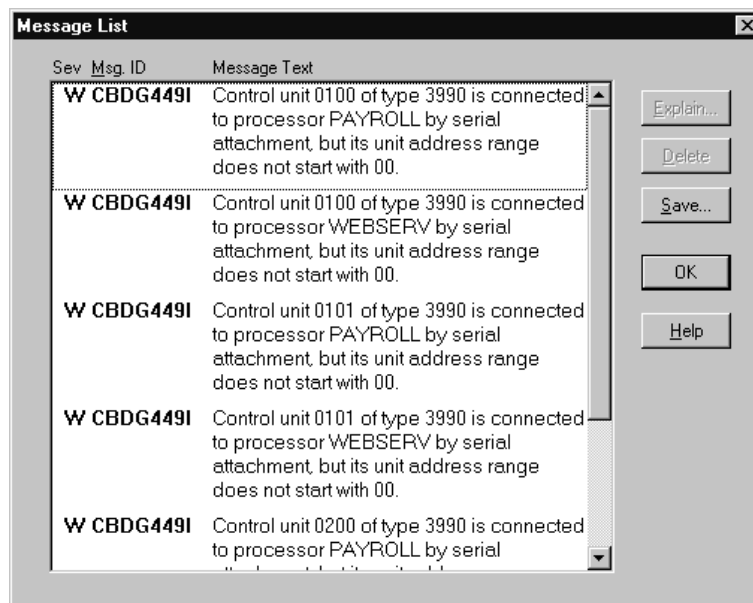 Message List
Sev Msg. ID Message Text
W CBDG449I Control unit 0100 of type 3990 is connected
to processor PAYROLL by serial
attachment, but its unit address range
does not start with 00.
W CBDG449I Control unit 0100 of type 3990 is connected
to processor WEBSERV by serial
attachment, but its unit address range
does not start with 00.
W CBDG449I Control unit 0101 of type 3990 is connected
to processor PAYROLL by serial
attachment, but its unit address range
does not start with 00.
W CBDG449I Control unit 0101 of type 3990 is connected
to processor WEBSERV by serial
attachment, but its unit address range
does not start with 00.
W CBDG449I Control unit 0200 of type 3990 is connected
to processor PAYROLL by serial
Explain...
Delete
Save...
OK
Help